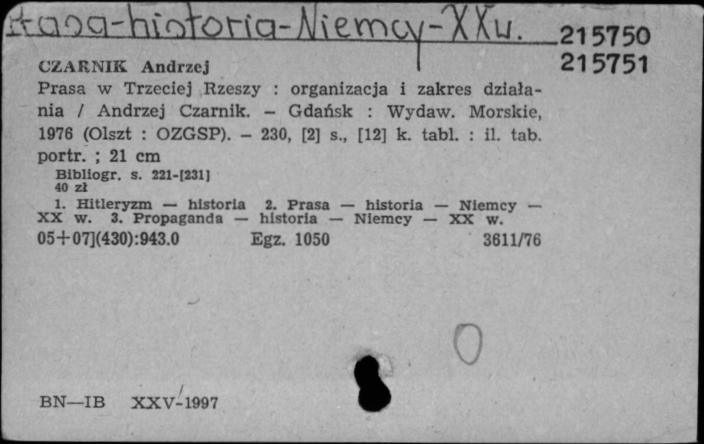 Prasa-historia-Niemcy-XXw.
215750
215751
CZARNIK Andrzej
Prasa w Trzeciej Rzeszy : organizacja i zakres działa-
nia / Andrzej Czarnik. – Gdańsk : Wydaw. Morskie,
1976 (Olszt : OZGSP). – 230, [2] s., [12] k. tabl. : il. tab.
portr. ; 21 cm
Bibliogr. s. 221-[231]
40 zł
1. Hitleryzm — historia 2. Prasa — historia — Niemcy —
XX w. 3. Propaganda — historia — Niemcy — XX w.
05+07](430):943.0 Egz. 1050 3611/76
BN—IB XXV-1997